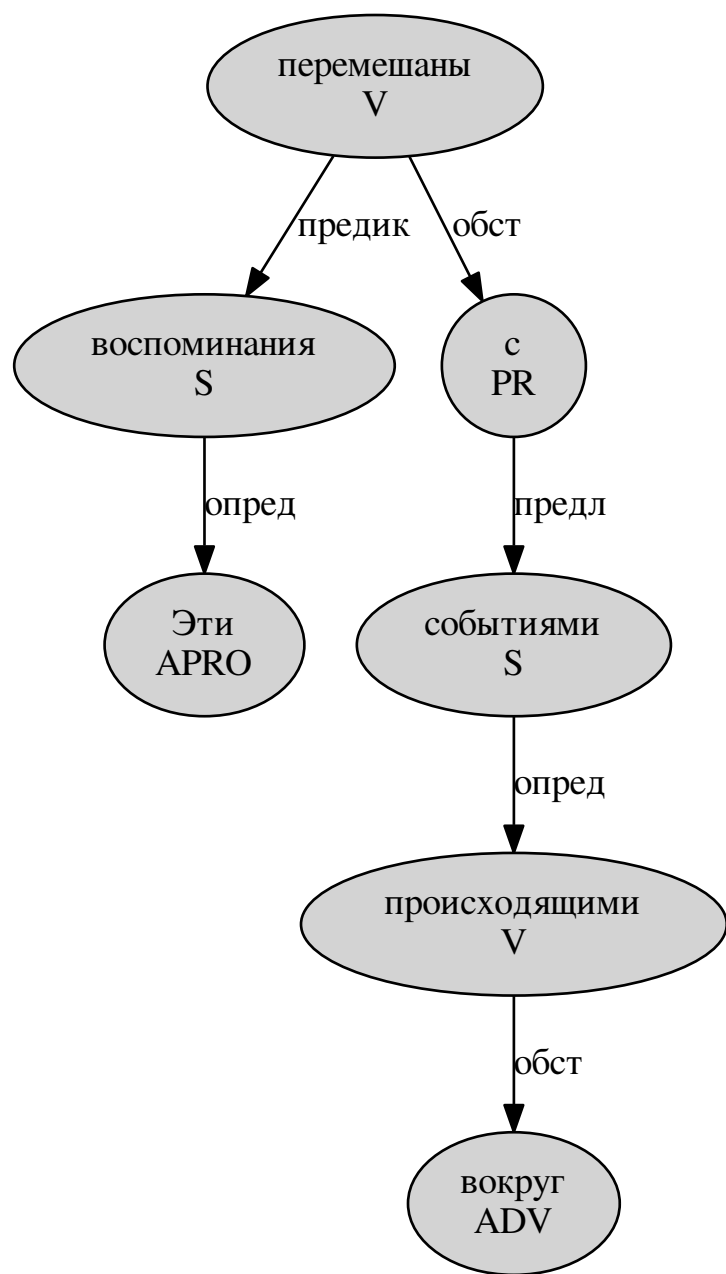 перемешаны
V
предик
обст
воспоминания
S
с
PR
опред
предл
Эти
APRO
событиями
S
опред
происходящими
V
обст
вокруг
ADV